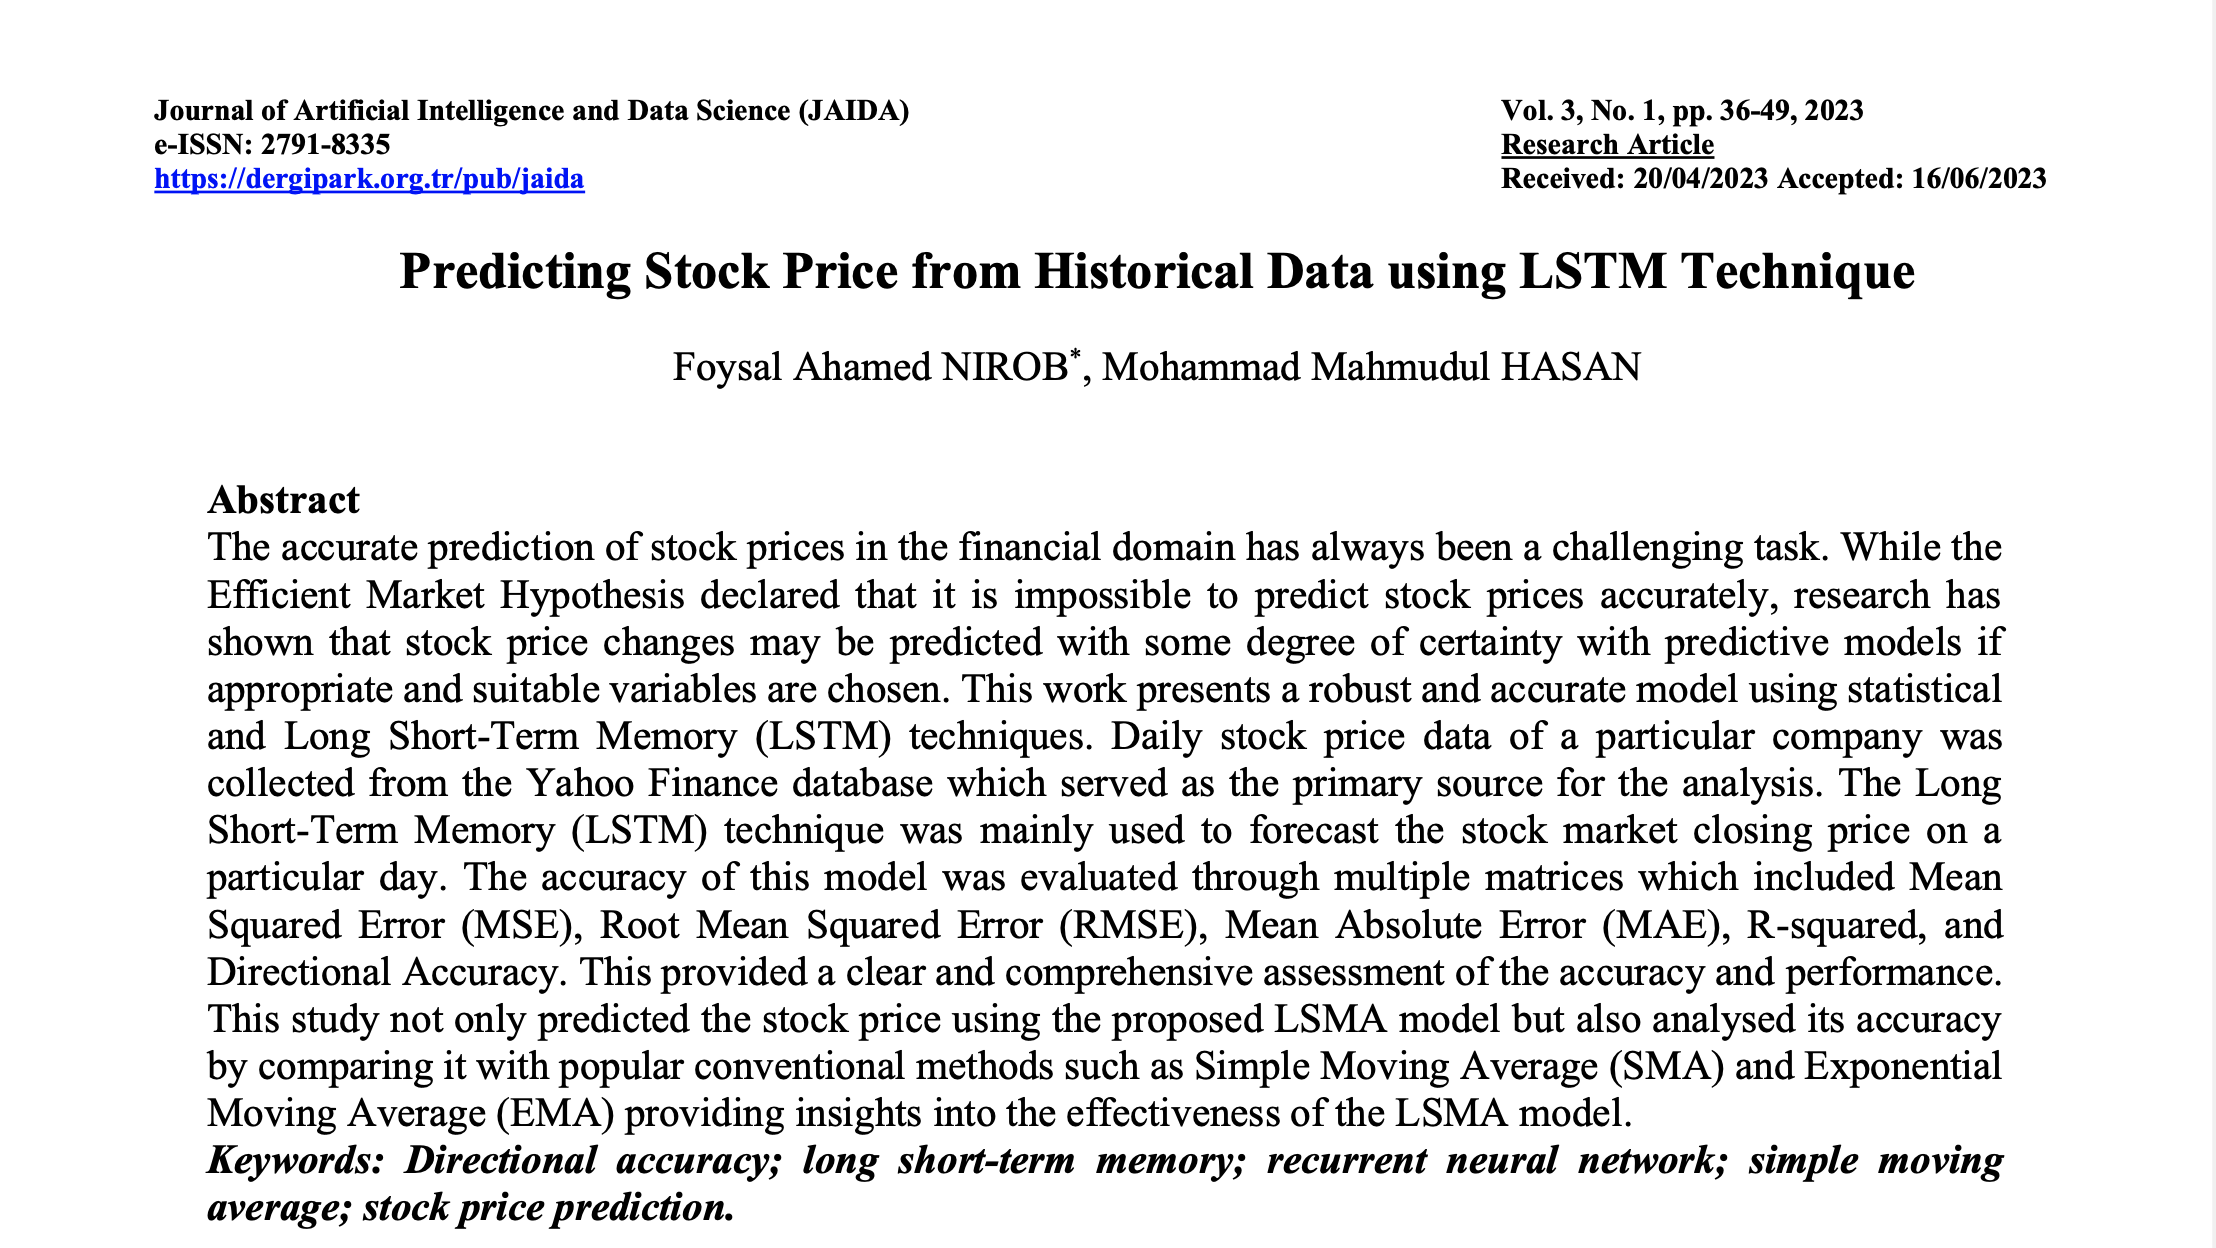 Journal of Artificial Intelligence and Data Science (JAIDA)
e-ISSN: 2791-8335
https://dergipark.org.tr/pub/jaida
Vol. 3, No. 1, pp. 36-49, 2023
Research Article
Received: 20/04/2023 Accepted: 16/06/2023
Predicting Stock Price from Historical Data using LSTM Technique
Foysal Ahamed NIROB*, Mohammad Mahmudul HASAN
Abstract
The accurate prediction of stock prices in the financial domain has always been a challenging task. While the
Efficient Market Hypothesis declared that it is impossible to predict stock prices accurately, research has
shown that stock price changes may be predicted with some degree of certainty with predictive models if
appropriate and suitable variables are chosen. This work presents a robust and accurate model using statistical
and Long Short-Term Memory (LSTM) techniques. Daily stock price data of a particular company was
collected from the Yahoo Finance database which served as the primary source for the analysis. The Long
Short-Term Memory (LSTM) technique was mainly used to forecast the stock market closing price on a
particular day. The accuracy of this model was evaluated through multiple matrices which included Mean
Squared Error (MSE), Root Mean Squared Error (RMSE), Mean Absolute Error (MAE), R-squared, and
Directional Accuracy. This provided a clear and comprehensive assessment of the accuracy and performance.
This study not only predicted the stock price using the proposed LSMA model but also analysed its accuracy
by comparing it with popular conventional methods such as Simple Moving Average (SMA) and Exponential
Moving Average (EMA) providing insights into the effectiveness of the LSMA model.
Keywords: Directional accuracy; long short-term memory; recurrent neural network; simple moving
average; stock price prediction.